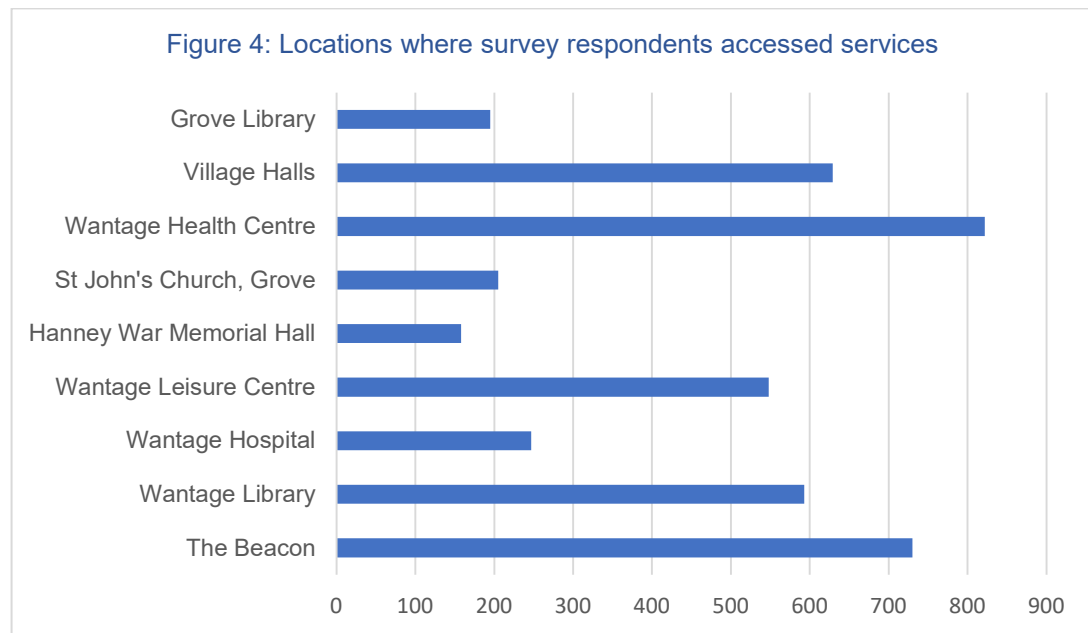 Figure 4: Locations where survey respondents accessed services
Grove Library
Village Halls
Wantage Health Centre
St John's Church, Grove
Hanney War Memorial Hall
Wantage Leisure Centre
Wantage Hospital
Wantage Library
The Beacon
0 100 200 300 400 500 600 700 800 900